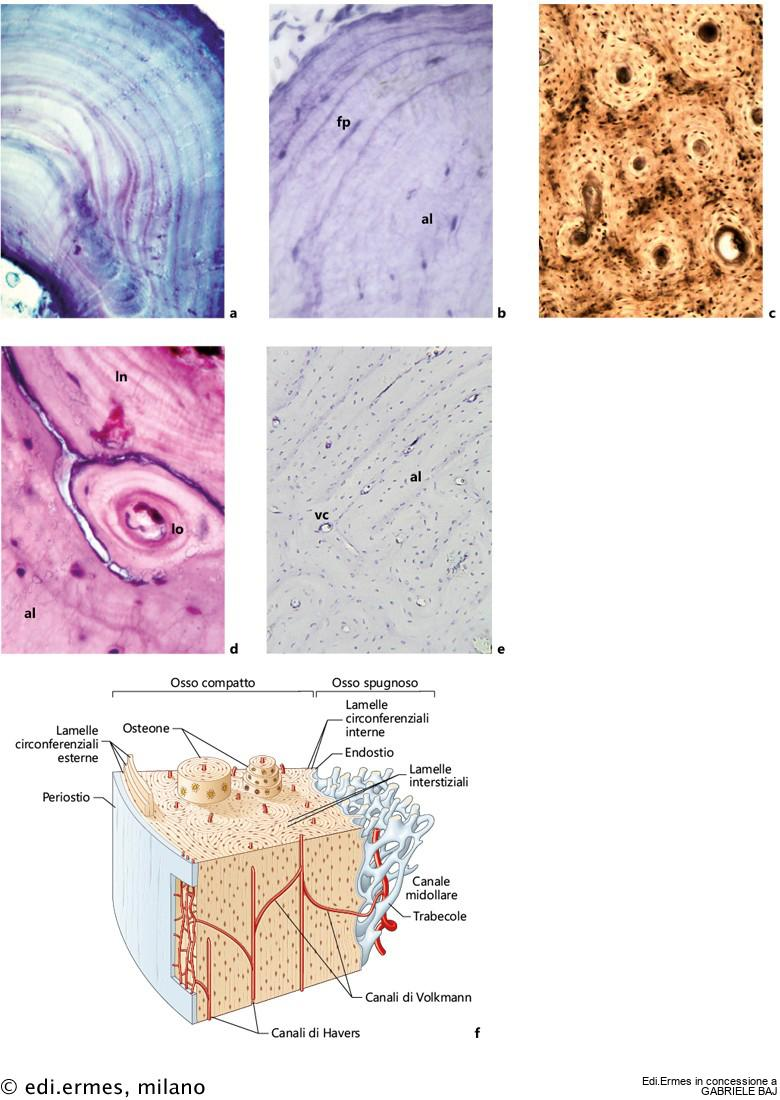 a
fp
al
b
c
ln
lo
al
d
al
vc
e
Osso compatto
Osso spugnoso
Lamelle
circonferenziali
interne
Osteone
Lamelle
circonferenziali
esterne
Endostio
Lamelle
interstiziali
Periostio
Canale
midollare
Trabecole
Canali di Volkmann
Canali di Havers
f
© edi.ermes, milano
Edi.Ermes in concessione a
GABRIELE BAJ